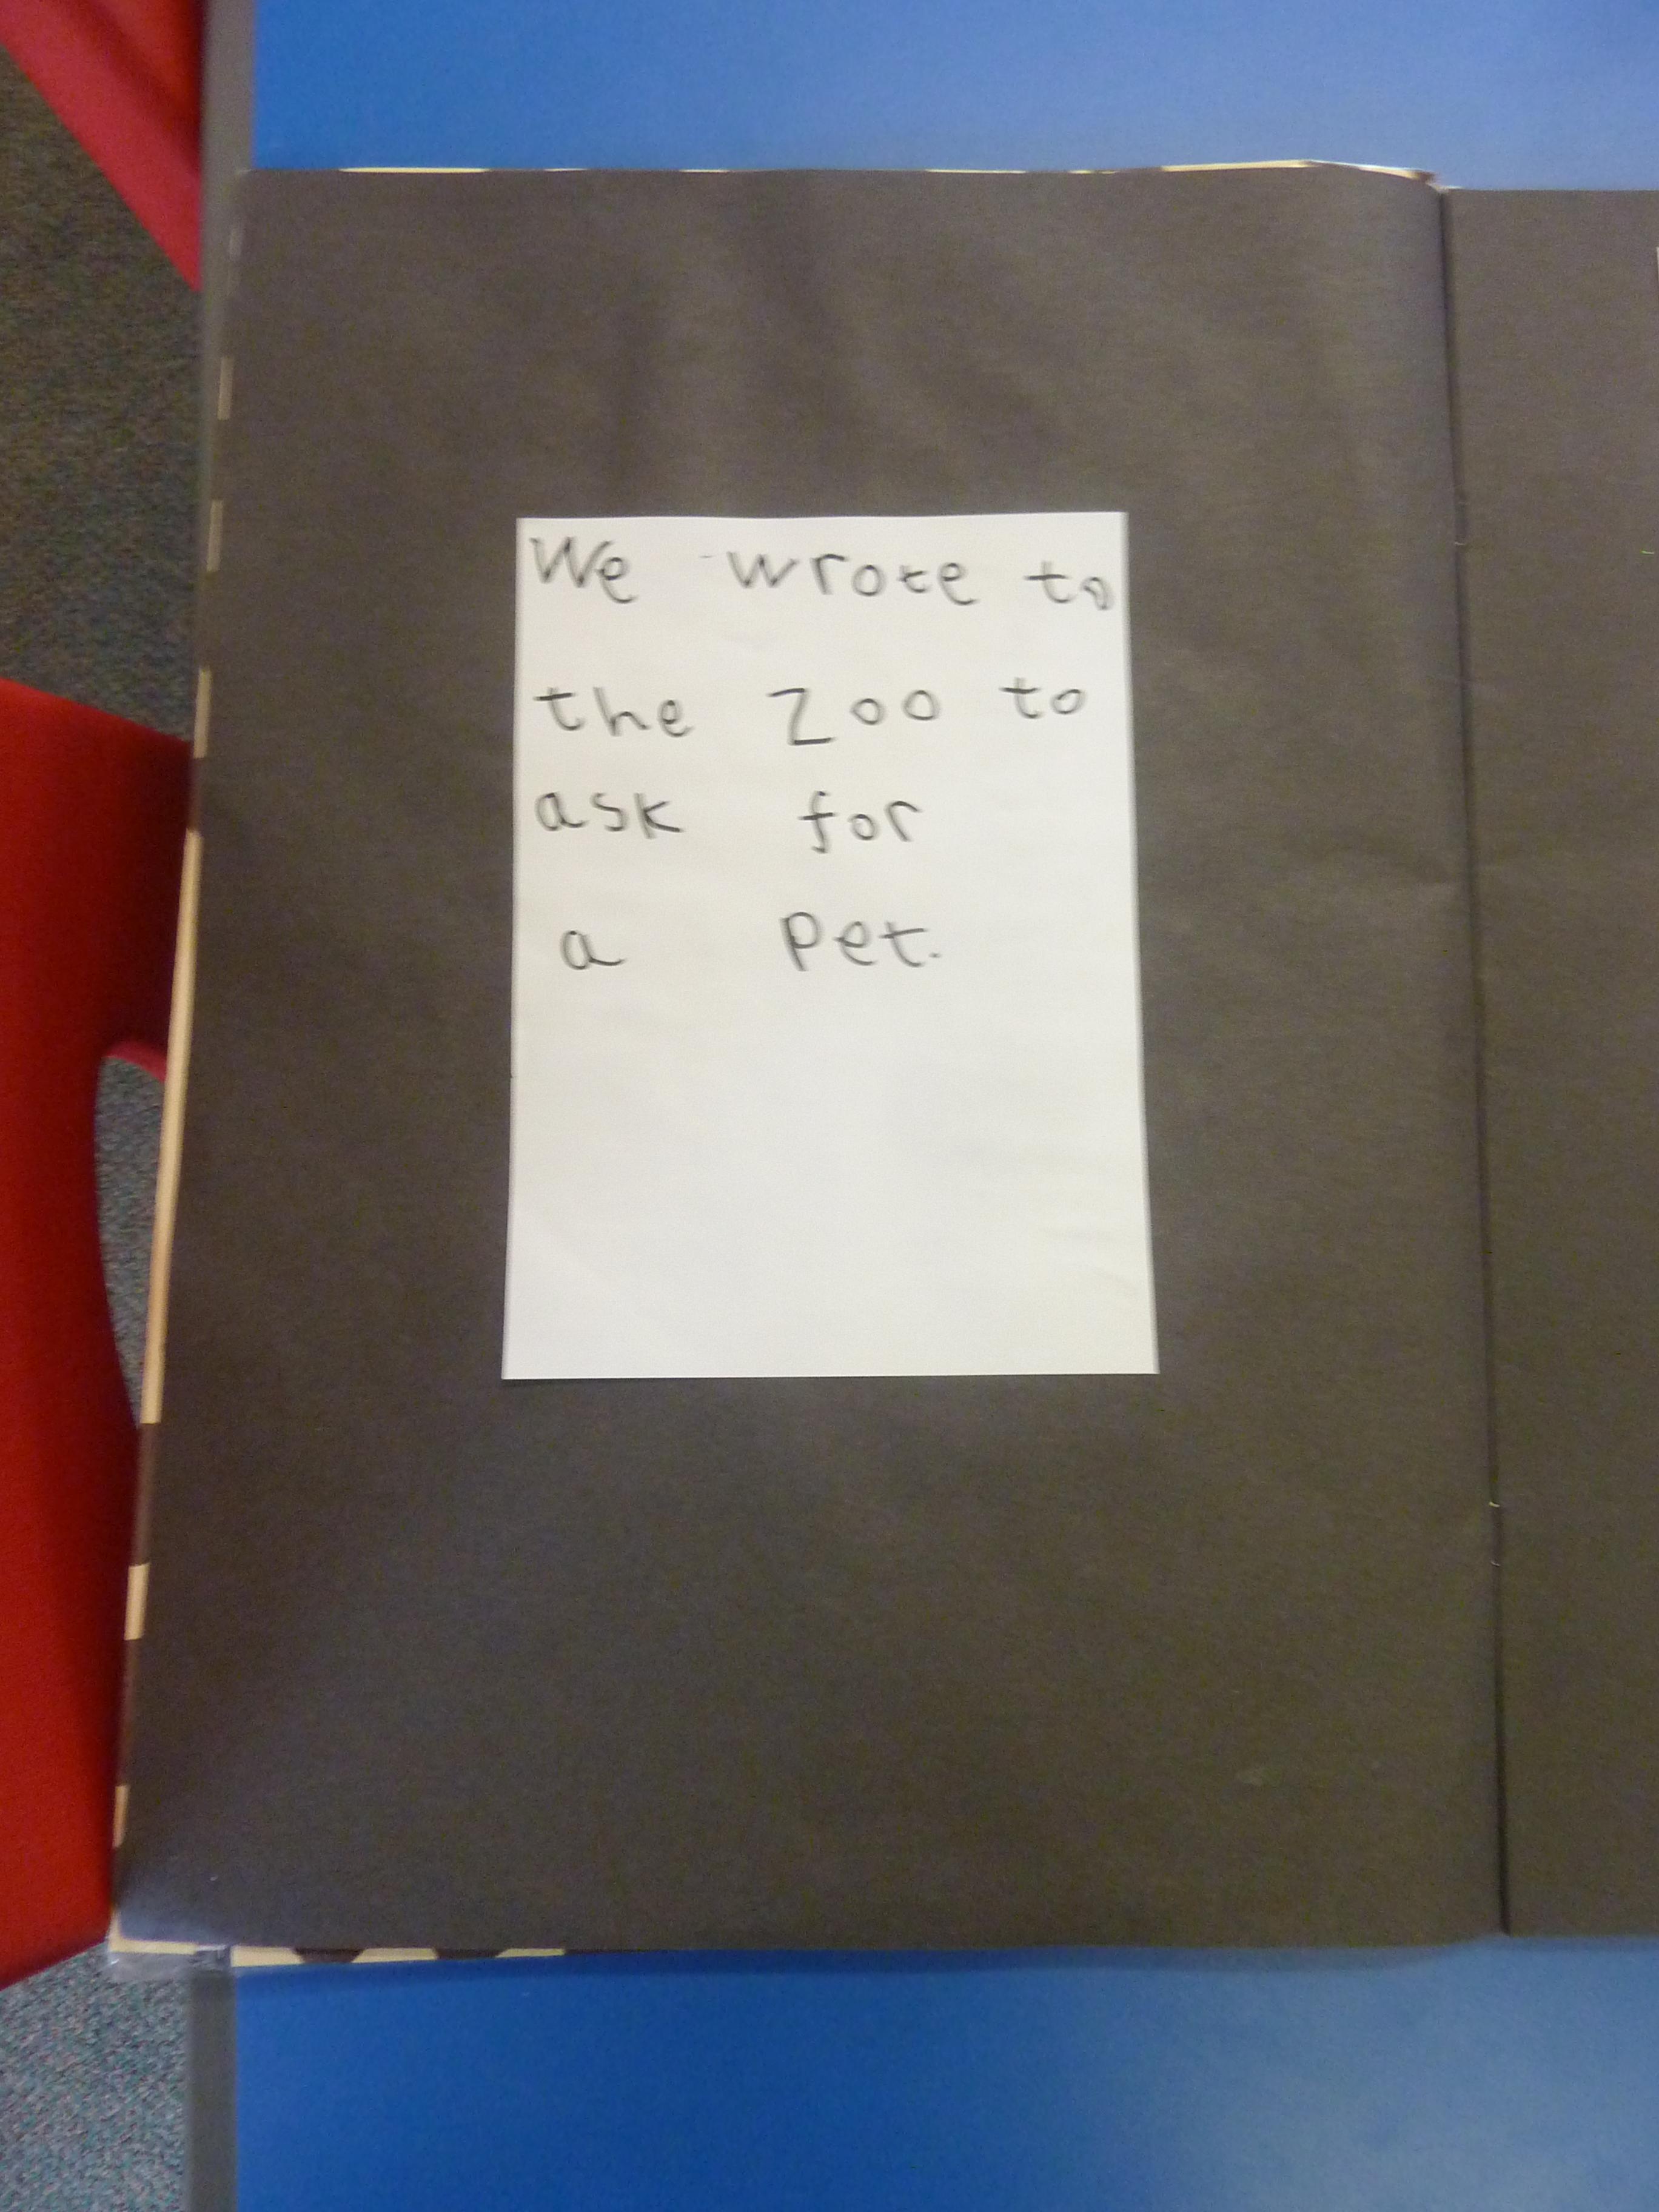 We wrote to
the Zoo to
ask for
a pet.